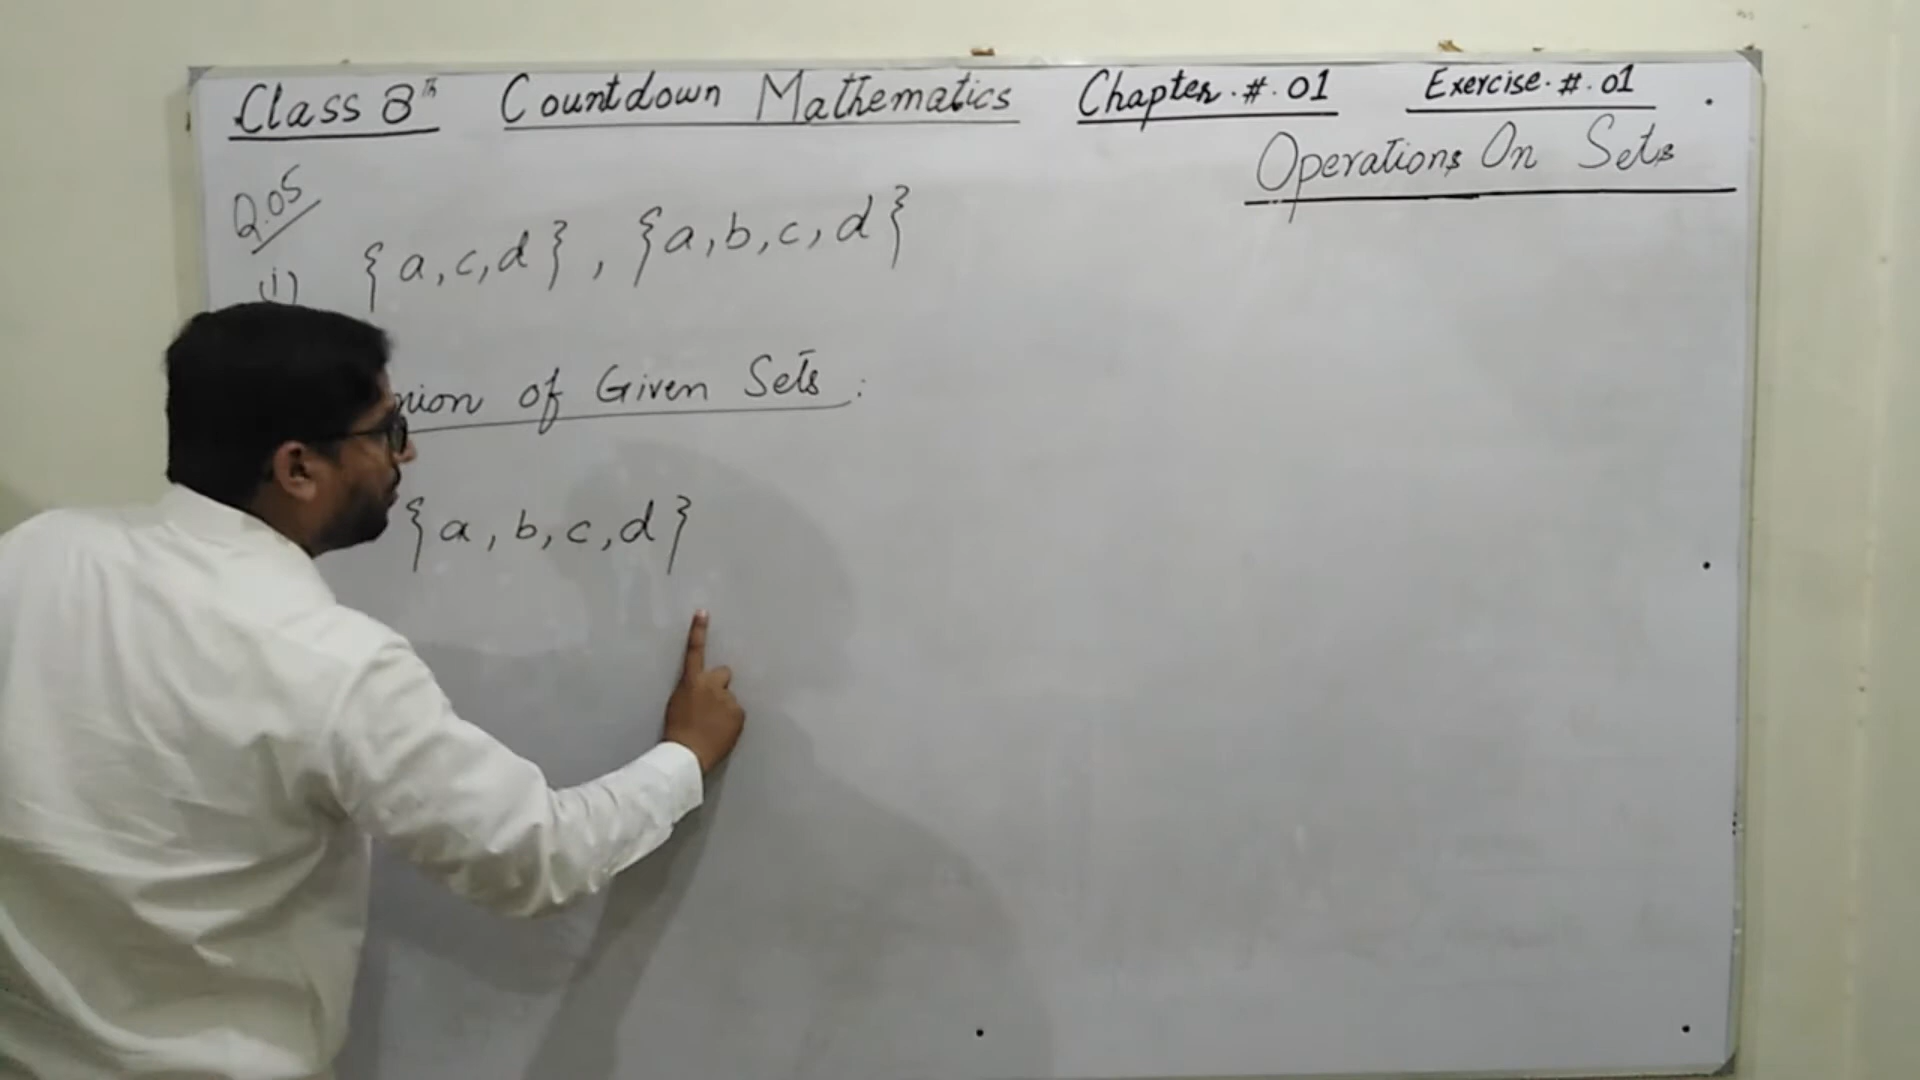 Class 8th Countdown Mathematics Chapter.#.01 Exercise.#.01
Operations On Sets
Q.05
(i) {a,c,d}, {a,b,c,d}
of Given Sets:
{a,b,c,d}